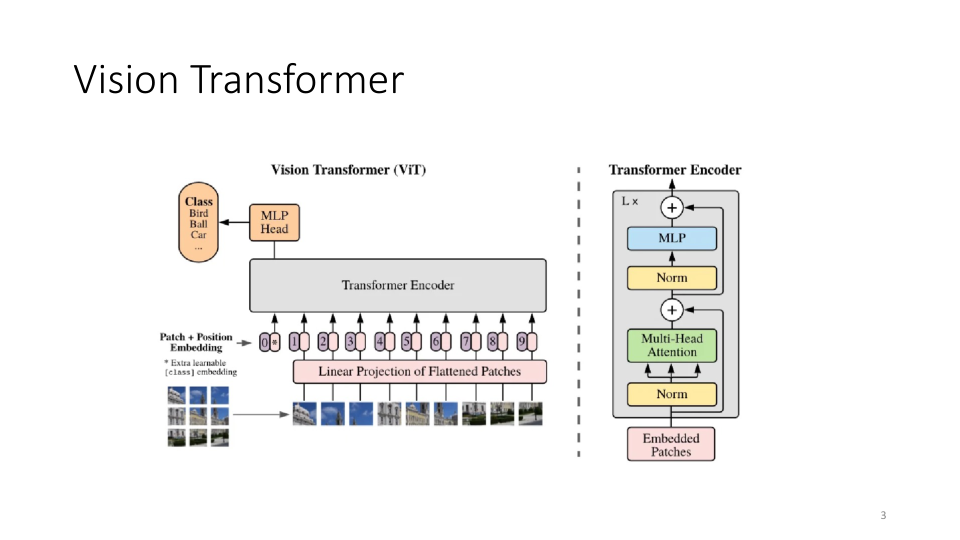 Vision Transformer
Vision Transformer (ViT)
Class
Bird
Ball
Car
...
MLP
Head
Transformer Encoder
Patch + Position
Embedding
* Extra learnable
[class] embedding
0 *
1
2
3
4
5
6
7
8
9
Linear Projection of Flattened Patches
Transformer Encoder
L x
+
MLP
Norm
+
Multi-Head
Attention
Norm
Embedded
Patches
3